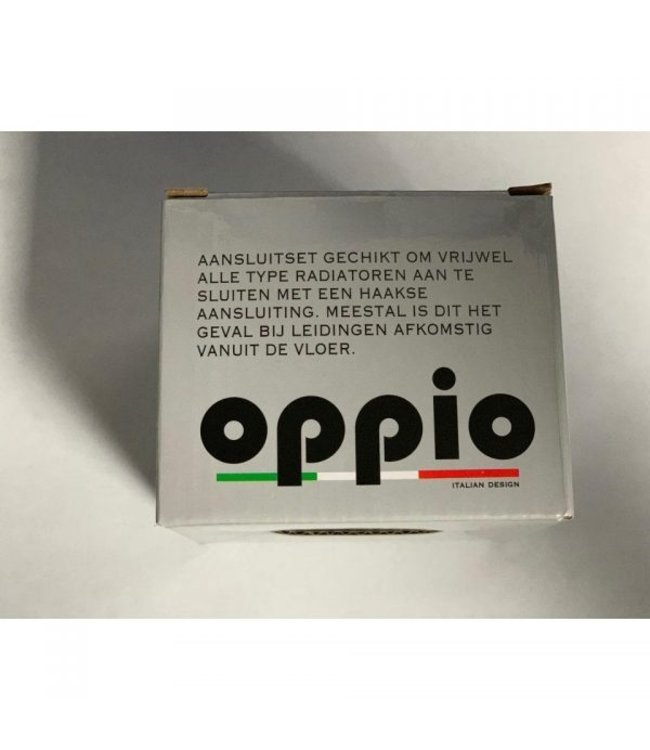 AANSLUITSET GECHIKT OM VRIJWEL
ALLE TYPE RADIATOREN AAN TE
SLUITEN MET EEN HAAKSE
AANSLUITING. MEESTAL IS DIT HET
GEVAL BIJ LEIDINGEN AFKOMSTIG
VANUIT DE VLOER.
oppio
ITALIAN DESIGN